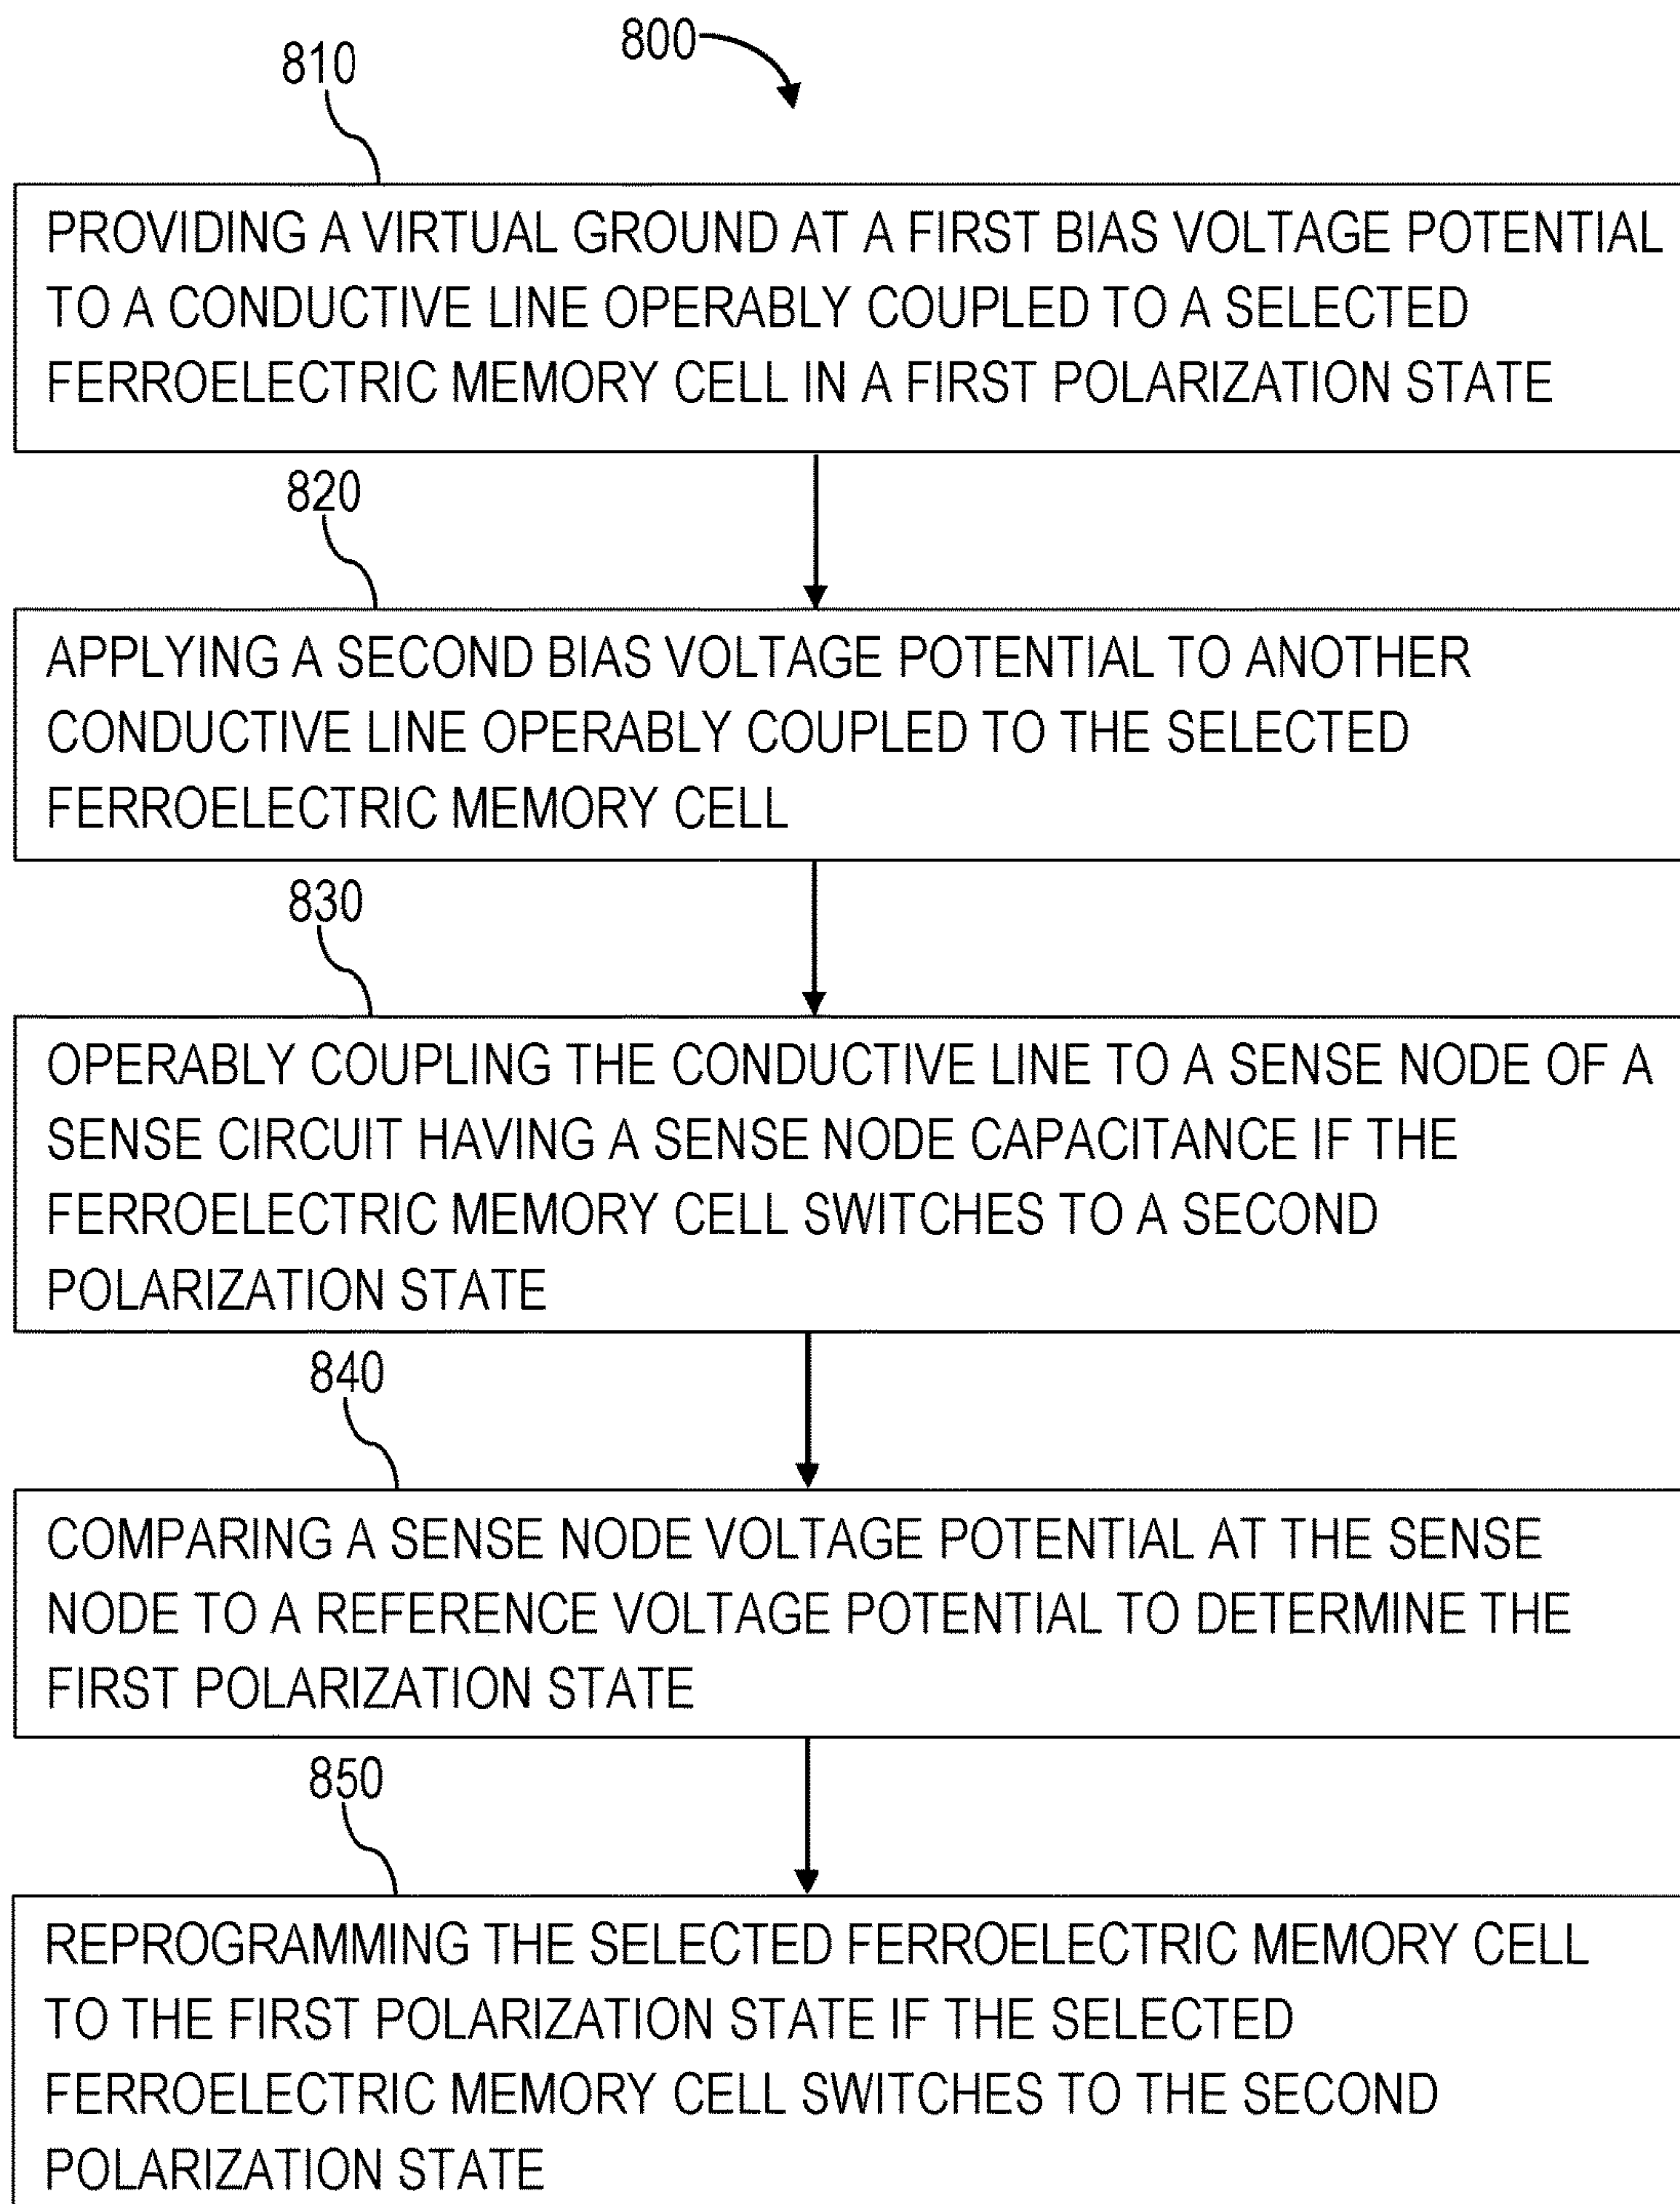 800
810
PROVIDING A VIRTUAL GROUND AT A FIRST BIAS VOLTAGE POTENTIAL
TO A CONDUCTIVE LINE OPERABLY COUPLED TO A SELECTED
FERROELECTRIC MEMORY CELL IN A FIRST POLARIZATION STATE
820
APPLYING A SECOND BIAS VOLTAGE POTENTIAL TO ANOTHER
CONDUCTIVE LINE OPERABLY COUPLED TO THE SELECTED
FERROELECTRIC MEMORY CELL
830
OPERABLY COUPLING THE CONDUCTIVE LINE TO A SENSE NODE OF A
SENSE CIRCUIT HAVING A SENSE NODE CAPACITANCE IF THE
FERROELECTRIC MEMORY CELL SWITCHES TO A SECOND
POLARIZATION STATE
840
COMPARING A SENSE NODE VOLTAGE POTENTIAL AT THE SENSE
NODE TO A REFERENCE VOLTAGE POTENTIAL TO DETERMINE THE
FIRST POLARIZATION STATE
850
REPROGRAMMING THE SELECTED FERROELECTRIC MEMORY CELL
TO THE FIRST POLARIZATION STATE IF THE SELECTED
FERROELECTRIC MEMORY CELL SWITCHES TO THE SECOND
POLARIZATION STATE